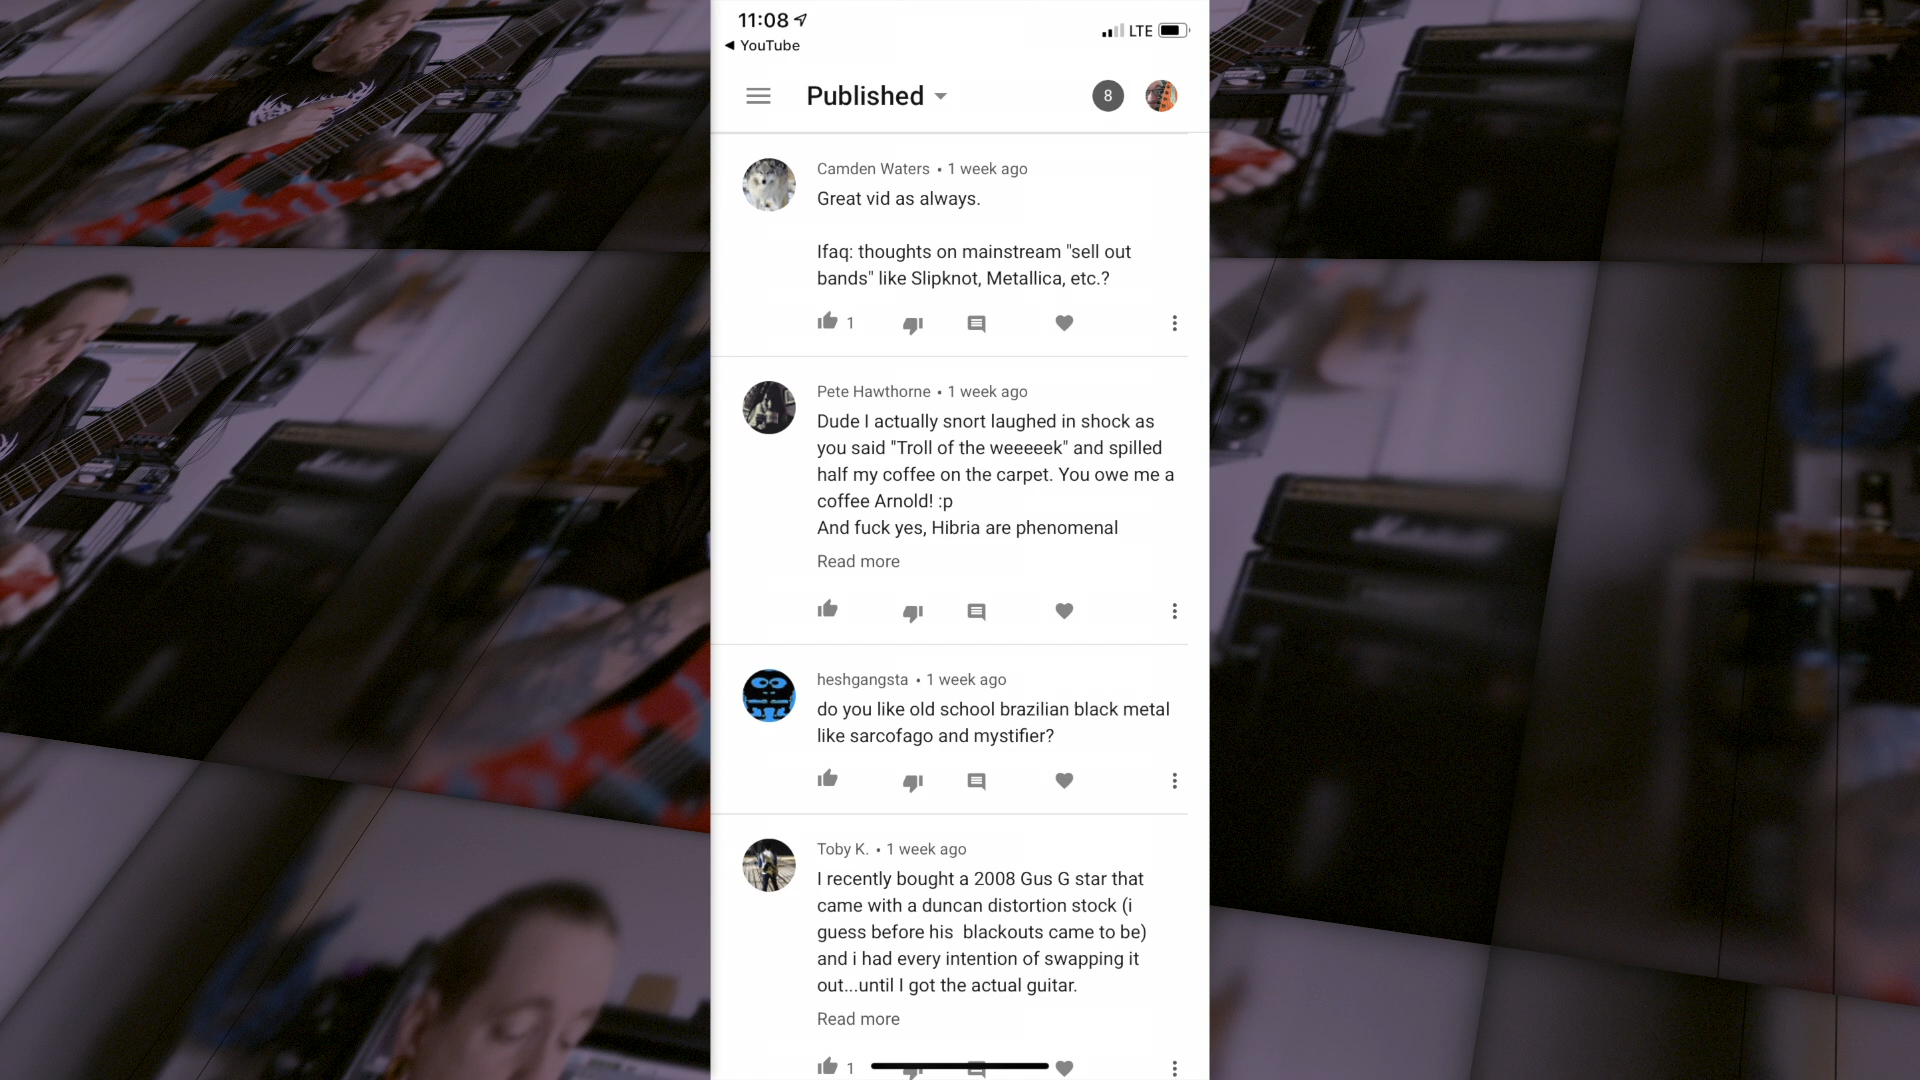 11:08
LTE
◀ YouTube
Published
8
Camden Waters • 1 week ago
Great vid as always.
Ifaq: thoughts on mainstream "sell out
bands" like Slipknot, Metallica, etc.?
1
Pete Hawthorne • 1 week ago
Dude I actually snort laughed in shock as
you said "Troll of the weeeeek" and spilled
half my coffee on the carpet. You owe me a
coffee Arnold! :p
And fuck yes, Hibria are phenomenal
Read more
heshgangsta • 1 week ago
do you like old school brazilian black metal
like sarcofago and mystifier?
Toby K. • 1 week ago
I recently bought a 2008 Gus G star that
came with a duncan distortion stock (i
guess before his  blackouts came to be)
and i had every intention of swapping it
out...until I got the actual guitar.
Read more
1